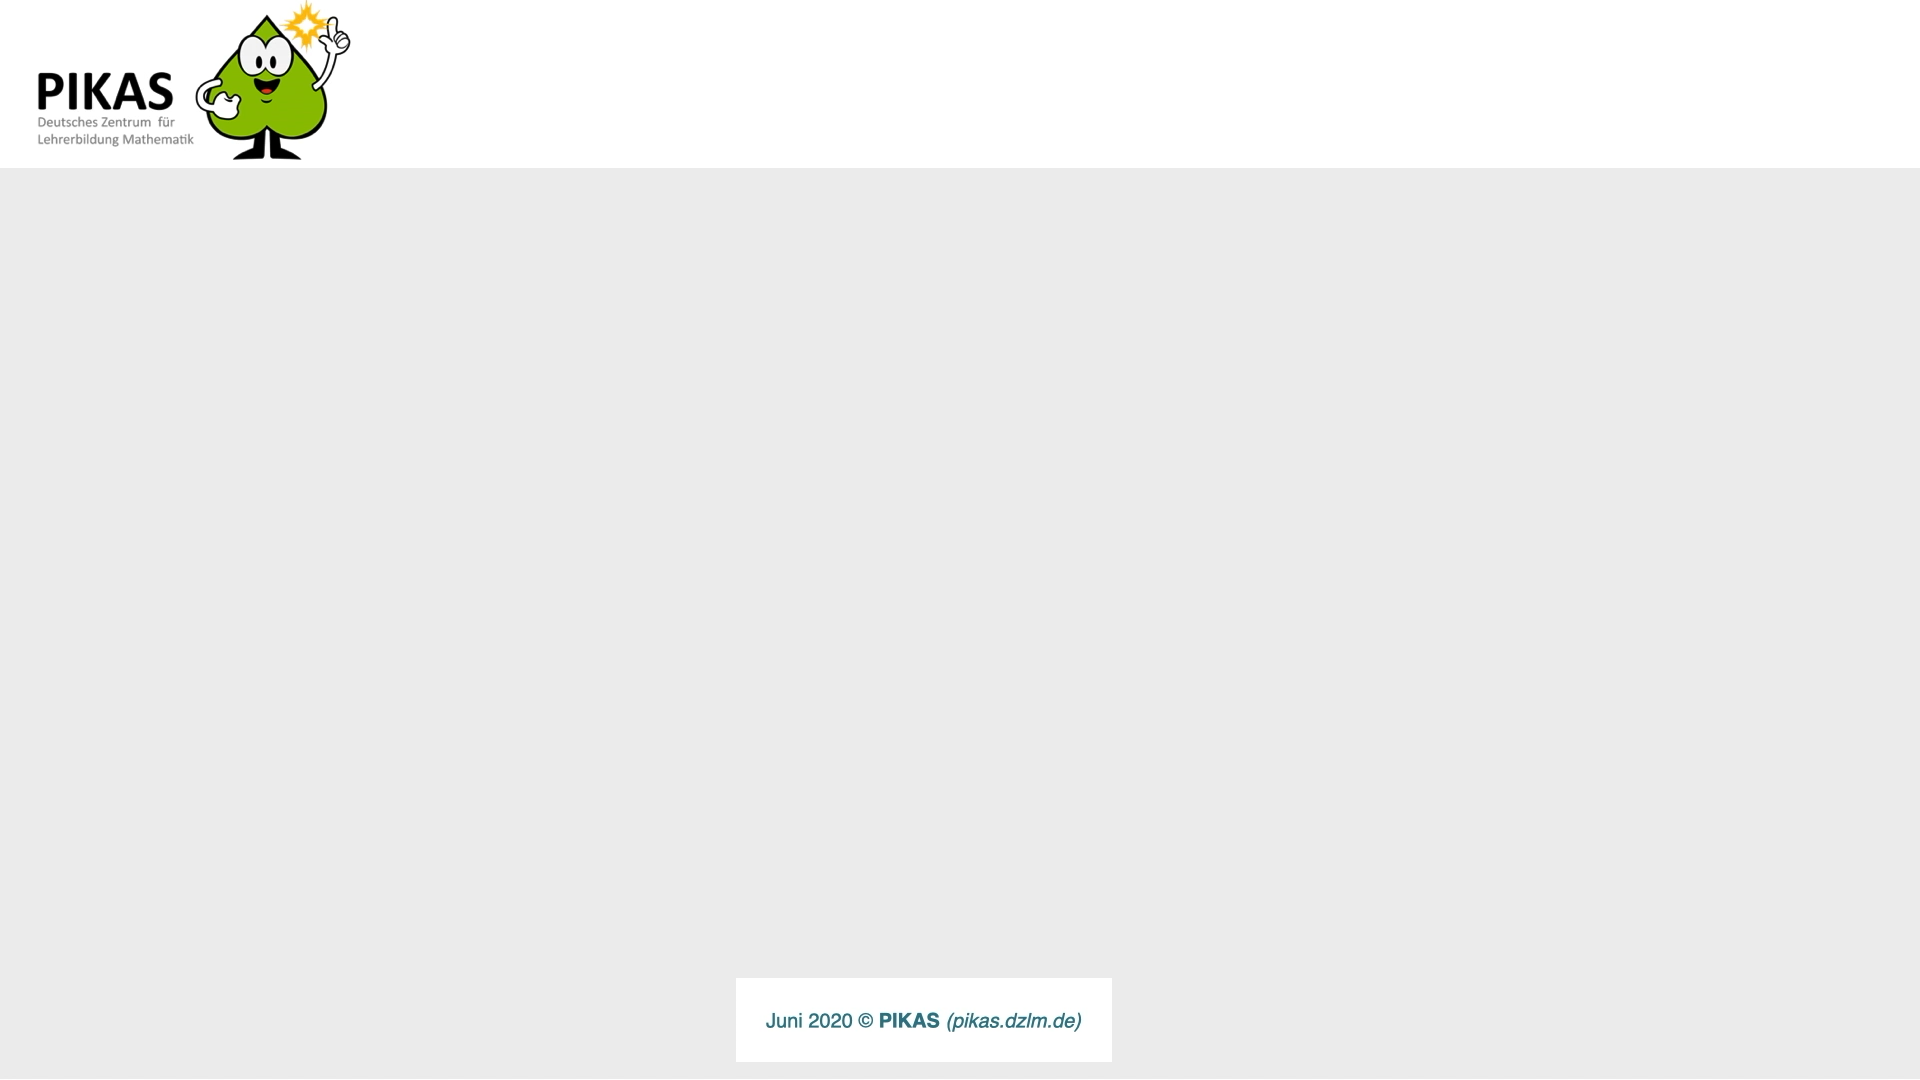 PIKAS
Deutsches Zentrum für
Lehrerbildung Mathematik
Juni 2020 © PIKAS (pikas.dzlm.de)